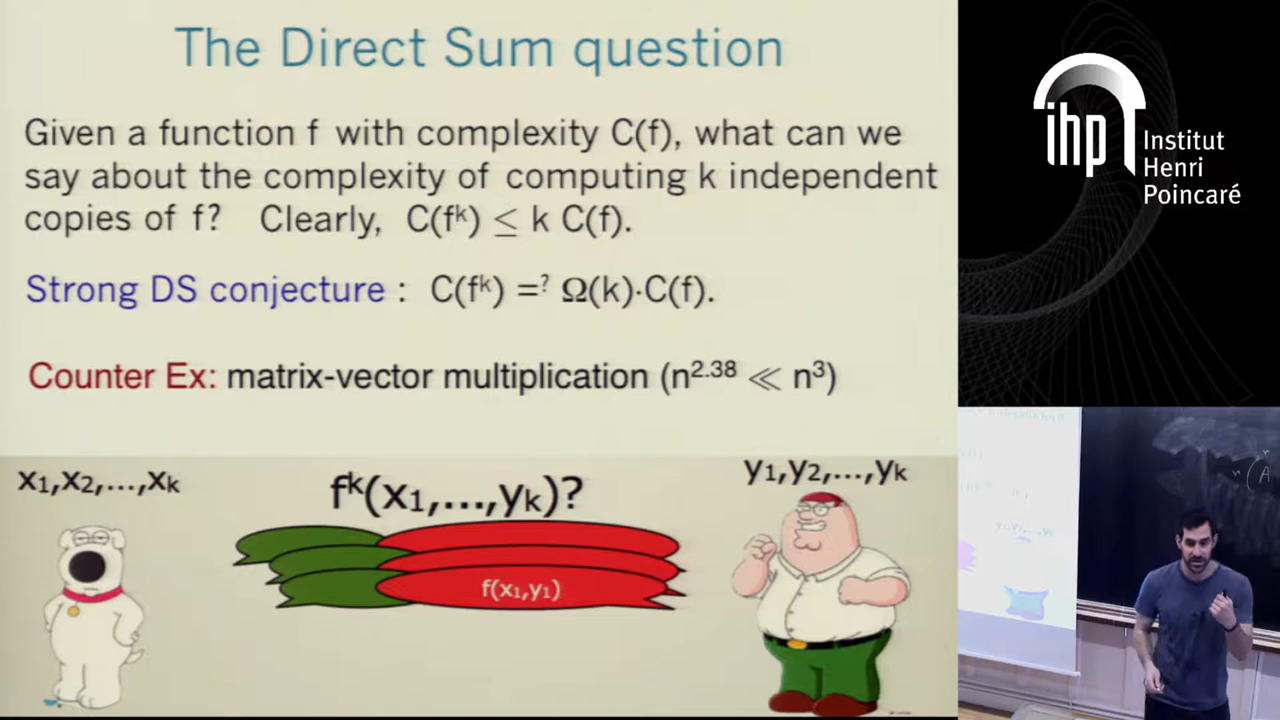 The Direct Sum question
Given a function f with complexity C(f), what can we
say about the complexity of computing k independent
copies of f? Clearly, C(fᵏ) ≤ k C(f).
Strong DS conjecture : C(fᵏ) =? Ω(k)·C(f).
Counter Ex: matrix-vector multiplication (n²·³⁸ ≪ n³)
x₁,x₂,...,xₖ
fᵏ(x₁,...,yₖ)?
y₁,y₂,...,yₖ
f(x₁,y₁)
ihp
Institut
Henri
Poincaré